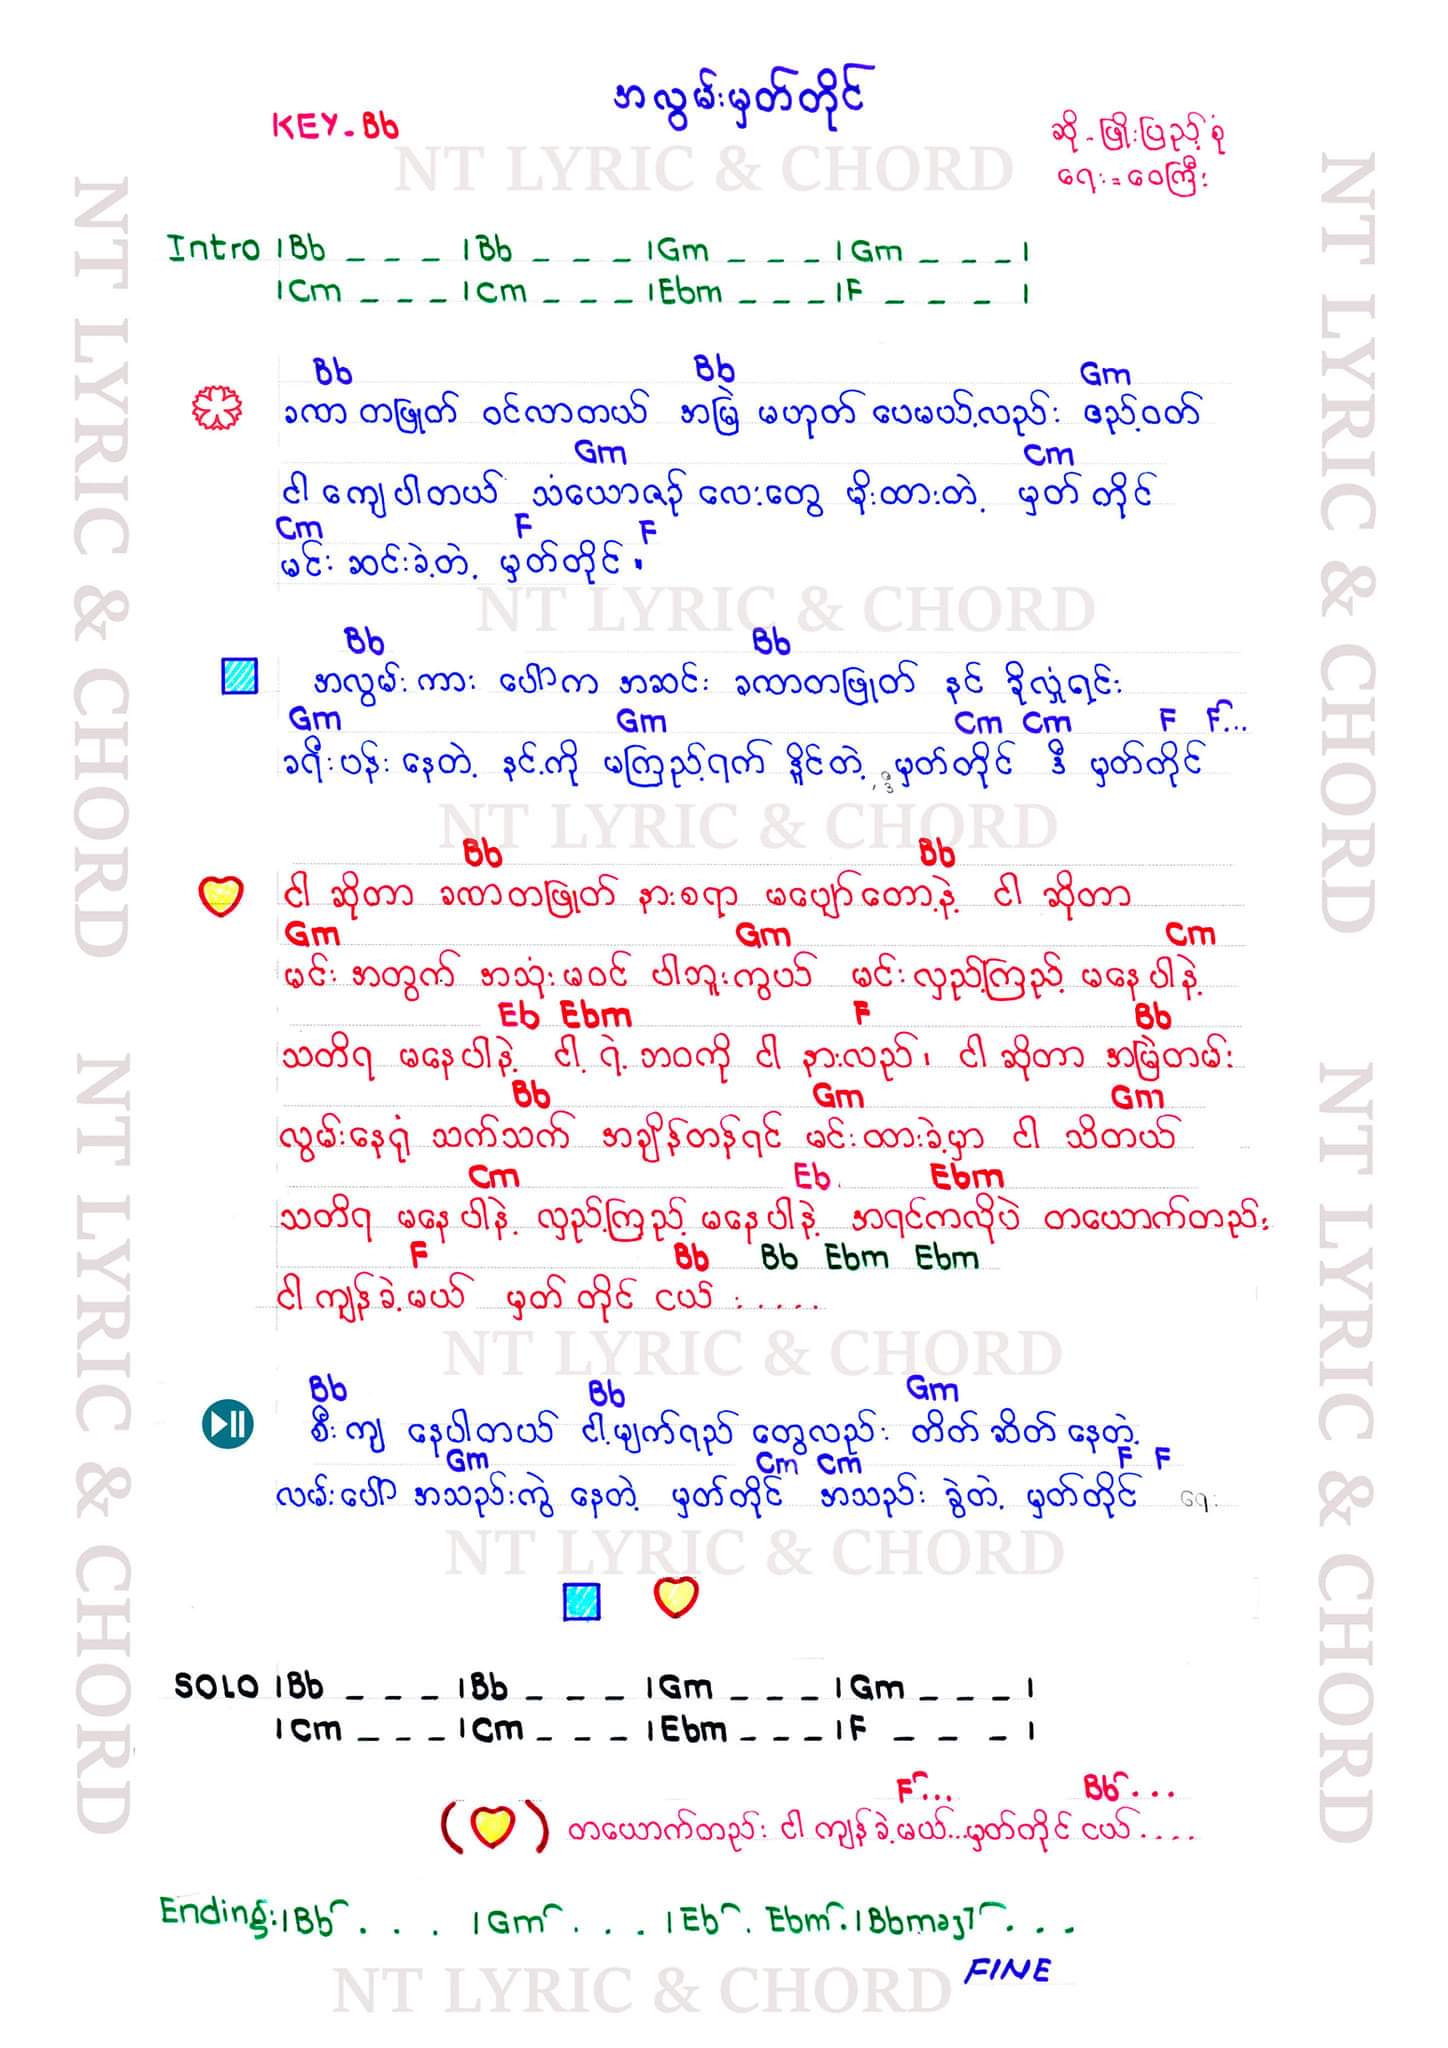 အလွမ်းမှတ်တိုင်
KEY - Bb
ဆို - ဖြိုးပြည့်စုံ
ရေး = ဝေကြီး
NT LYRIC & CHORD
Intro |Bb _ _ _ |Bb _ _ _ |Gm _ _ _ |Gm _ _ _ |
|Cm _ _ _ |Cm _ _ _ |Ebm _ _ _ |F _ _ _ |
Bb Bb Gm
ခဏ တဖြုတ် ဝင်လာတယ် အမြဲ မဟုတ် ပေမယ့်လည်း ဧည့်ဝတ်
Gm Cm
ငါ ကျေပါတယ် သံယောဇဉ် လေးတွေ မိုးထားတဲ့ မှတ်တိုင်
Cm F F
မင်း ဆင်းခဲ့တဲ့ မှတ်တိုင် ။
NT LYRIC & CHORD
Bb Bb
အလွမ်း ကား ပေါ်က အဆင်း ခဏတဖြုတ် နင် ခိုလှုံရင်း
Gm Gm Cm Cm F F...
ခရီးပန်း နေတဲ့ နင့်ကို မကြည့်ရက် နိူင်တဲ့ ,ဒီ မှတ်တိုင် ဒီ မှတ်တိုင်
NT LYRIC & CHORD
Bb Bb
ငါ ဆိုတာ ခဏတဖြုတ် နားစရာ မပျော်တော့နဲ့ ငါ ဆိုတာ
Gm Gm Cm
မင်း အတွက် အသုံးမဝင် ပါဘူးကွယ် မင်း လှည့်ကြည့် မနေပါနဲ့
Eb Ebm F Bb
သတိရ မနေပါနဲ့ ငါ့ ရဲ့ ဘဝကို ငါ နားလည်၊ ငါ ဆိုတာ အမြဲတမ်း
Bb Gm Gm
လွမ်းနေရုံ သက်သက် အချိန်တန်ရင် မင်းထားခဲ့မှာ ငါ သိတယ်
Cm Eb Ebm
သတိရ မနေပါနဲ့ လှည့်ကြည့် မနေပါနဲ့ အရင်ကလိုပဲ တယောက်တည်း
F Bb Bb Ebm Ebm
ငါကျန်ခဲ့မယ် မှတ်တိုင် ငယ် : .....
NT LYRIC & CHORD
Bb Bb Gm
စီးကျ နေပါတယ် ငါ့မျက်ရည် တွေလည်း တိတ်ဆိတ်နေတဲ့
Gm Cm Cm F F
လမ်းပေါ် အသည်းကွဲ နေတဲ့ မှတ်တိုင် အသည်း ခွဲတဲ့ မှတ်တိုင် ရေး
NT LYRIC & CHORD
SOLO |Bb _ _ _ |Bb _ _ _ |Gm _ _ _ |Gm _ _ _ |
|Cm _ _ _ |Cm _ _ _ |Ebm _ _ _ |F _ _ _ |
F... Bb...
( ) တယောက်တည်း ငါကျန်ခဲ့မယ်...မှတ်တိုင် ငယ်....
Ending: |Bb . . . |Gm . . . |Eb . Ebm . |Bbmaj7 . . .
FINE
NT LYRIC & CHORD
NT LYRIC & CHORD
NT LYRIC & CHORD
NT LYRIC & CHORD
NT LYRIC & CHORD